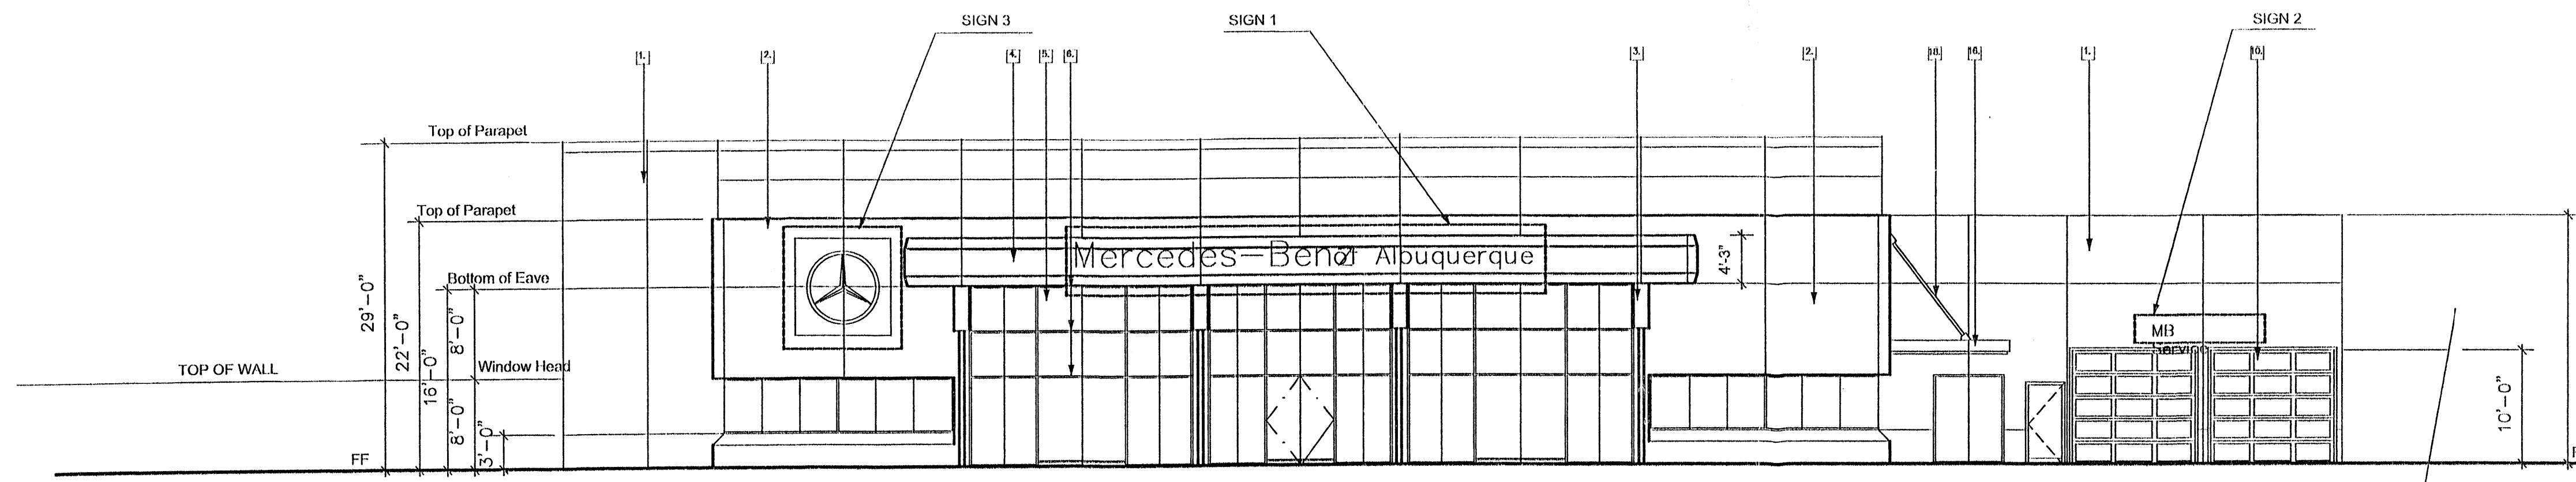 SIGN 3
SIGN 1
SIGN 2
[1.]
[2.]
[4.]
[5.]
[6.]
[3.]
[2.]
[18.]
[16.]
[1.]
[10.]
Top of Parapet
Top of Parapet
Bottom of Eave
Window Head
TOP OF WALL
FF
29'-0"
22'-0"
16'-0"
8'-0"
8'-0"
3'-0"
Mercedes-Benz of Albuquerque
4'-3"
MB
Service
10'-0"